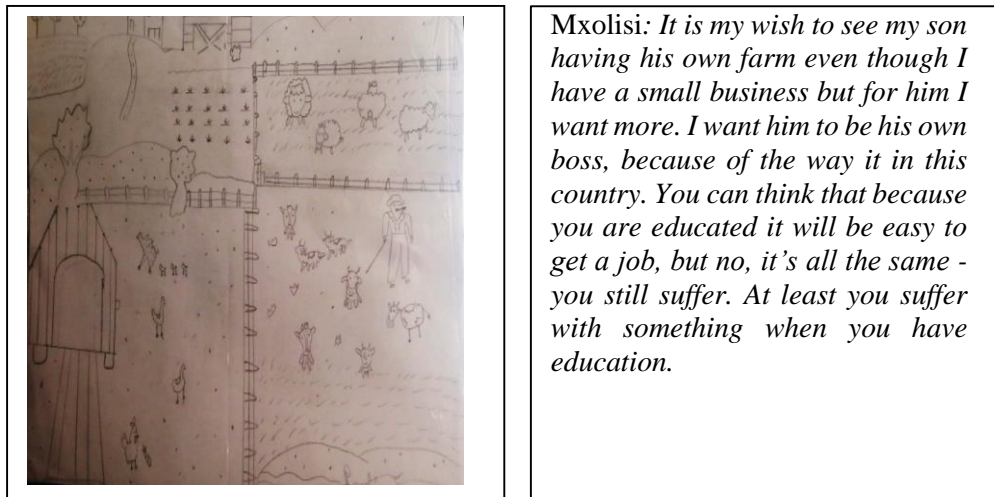 Mxolisi: It is my wish to see my son
having his own farm even though I
have a small business but for him I
want more. I want him to be his own
boss, because of the way it in this
country. You can think that because
you are educated it will be easy to
get a job, but no, it’s all the same -
you still suffer. At least you suffer
with something when you have
education.